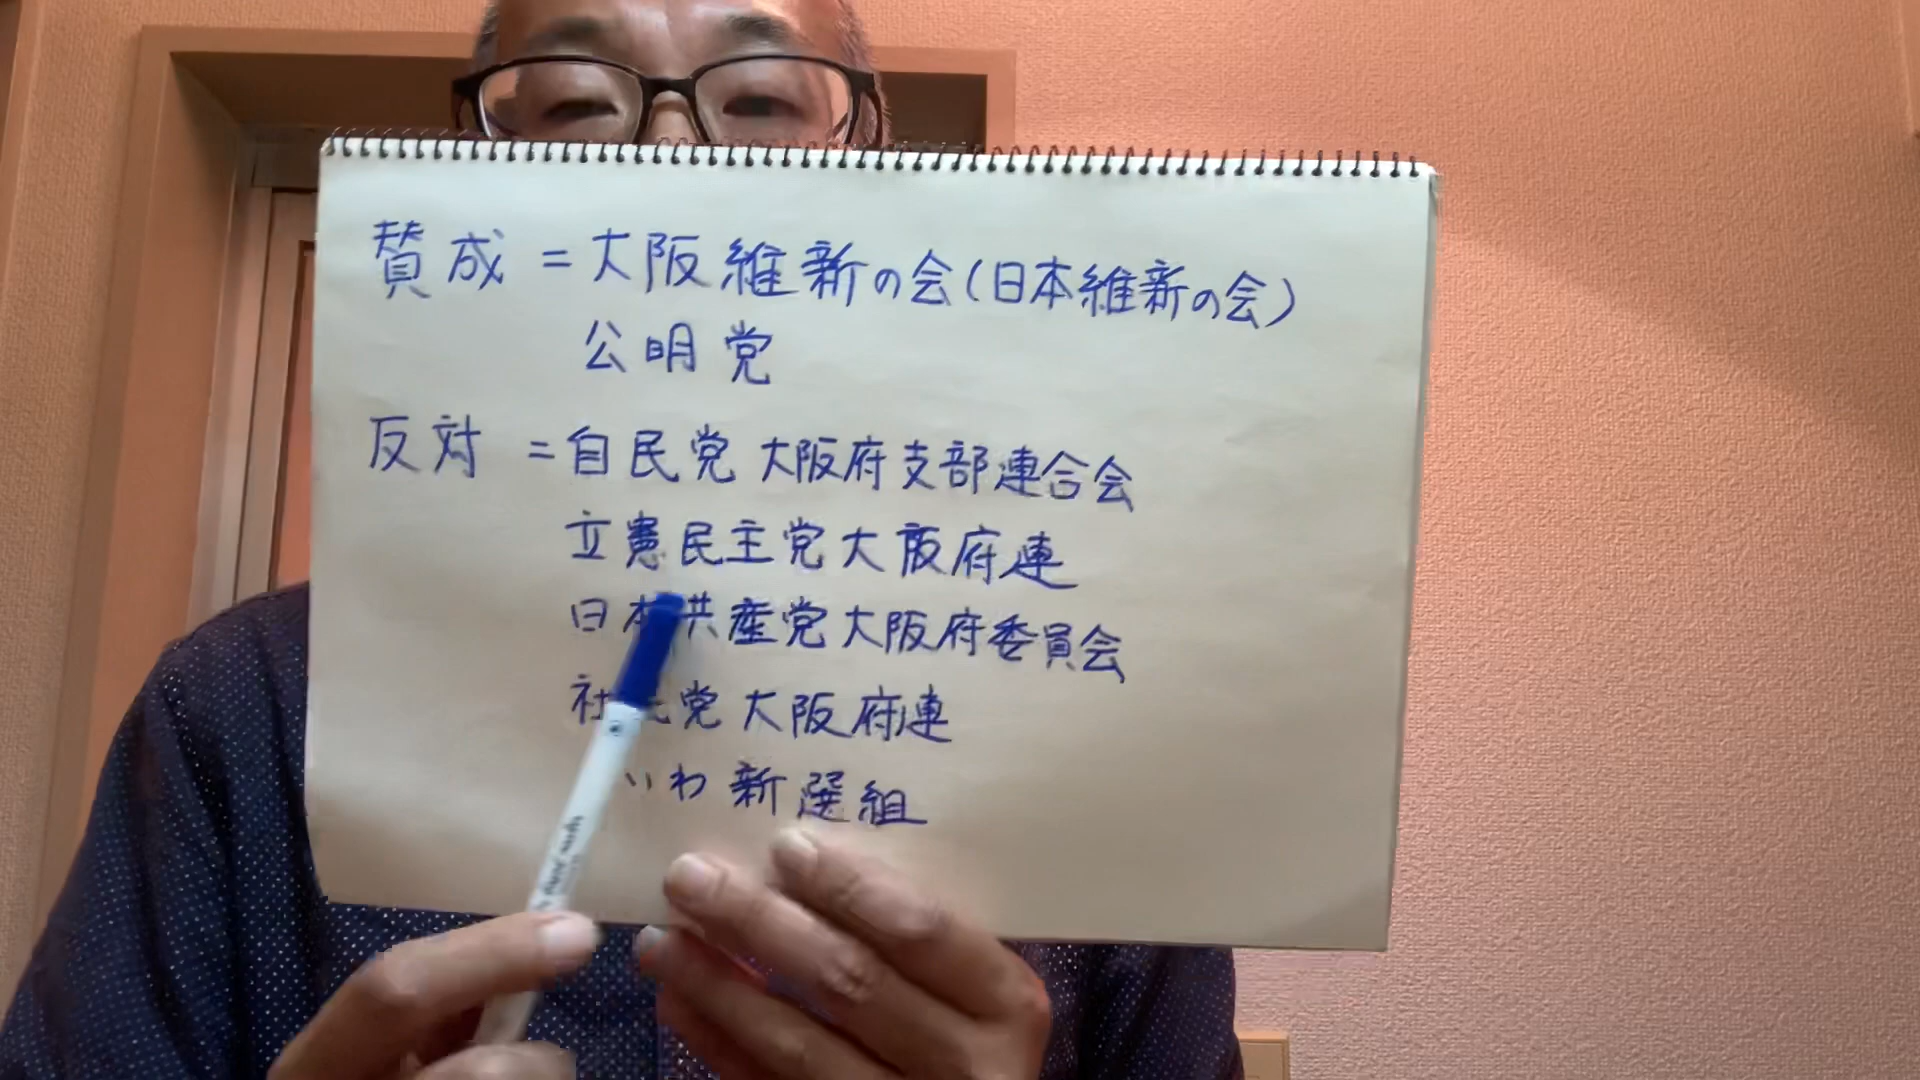 賛成 = 大阪維新の会(日本維新の会)
公明党
反対 = 自民党 大阪府支部連合会
立憲民主党大阪府連
日本共産党大阪府委員会
社民党 大阪府連
いわ新選組